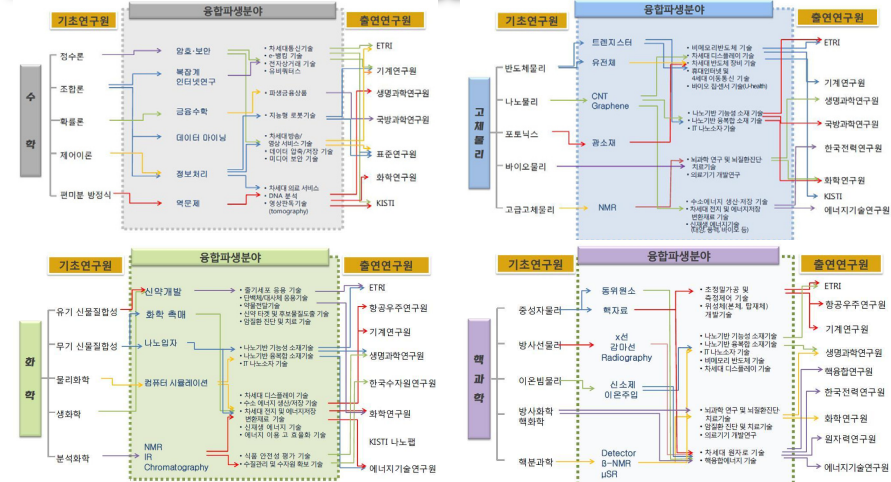 융합파생분야
기초연구원
출연연구원
수
학
정수론
조합론
확률론
제어이론
편미분 방정식
암호·보안
복잡계
인터넷연구
금융수학
데이터 마이닝
정보처리
역문제
• 차세대통신기술
• e-뱅킹 기술
• 전자상거래 기술
• 유비쿼터스
• 파생금융상품
• 지능형 로봇기술
• 차세대방송/
영상 서비스 기술
• 데이터 압축/저장 기술
• 미디어 보안 기술
• 차세대 의료 서비스
• DNA 분석
• 영상판독기술
(tomography)
ETRI
기계연구원
생명과학연구원
국방과학연구원
표준연구원
화학연구원
KISTI
융합파생분야
기초연구원
출연연구원
고
체
물
리
반도체물리
나노물리
포토닉스
바이오물리
고급고체물리
트렌지스터
유전체
CNT
Graphene
광소재
NMR
• 비메모리반도체 기술
• 차세대 디스플레이 기술
• 차세대 반도체 장비 기술
• 휴대인터넷 및
4세대 이동통신 기술
• 바이오 칩센서 기술(U-health)
• 나노기반 기능성 소재 기술
• 나노기반 융복합 소재 기술
• IT 나노소자 기술
• 뇌과학 연구 및 뇌질환진단
치료기술
• 의료기기 개발연구
• 수소에너지 생산·저장 기술
• 차세대 전지 및 에너지저장
변환재료 기술
• 신재생 에너지기술
(태양, 풍력, 바이오 등)
ETRI
기계연구원
생명과학연구원
국방과학연구원
한국전력연구원
화학연구원
KISTI
에너지기술연구원
융합파생분야
기초연구원
출연연구원
화
학
유기 신물질합성
무기 신물질합성
물리화학
생화학
분석화학
신약개발
화학 촉매
나노입자
컴퓨터 시뮬레이션
NMR
IR
Chromatography
• 줄기세포 응용 기술
• 단백체/대사체 응용기술
• 약물전달기술
• 신약 타겟 및 후보물질도출 기술
• 암질환 진단 및 치료 기술
• 나노기반 기능성 소재기술
• 나노기반 융복합 소재기술
• IT 나노소자 기술
• 차세대 디스플레이 기술
• 수소 에너지 생산/저장 기술
• 차세대 전지 및 에너지저장
변환재료 기술
• 신재생 에너지 기술
• 에너지 이용 고 효율화 기술
• 식품 안전성 평가 기술
• 수질관리 및 수자원 확보 기술
ETRI
항공우주연구원
기계연구원
생명과학연구원
한국수자원연구원
화학연구원
KISTI 나노팹
에너지기술연구원
융합파생분야
기초연구원
출연연구원
핵
과
학
중성자물리
방사선물리
이온빔물리
방사화학
핵화학
핵분과학
동위원소
핵자료
x선
감마선
Radiography
신소제
이온주입
Detector
β-NMR
μSR
• 초정밀가공 및
측정제어 기술
• 위성체(본체, 탑재체)
개발기술
• 나노기반 기능성 소재기술
• 나노기반 융복합 소재기술
• IT 나노소자 기술
• 비메모리 반도체 기술
• 차세대 디스플레이 기술
• 뇌과학 연구 및 뇌질환진단
치료기술
• 암질환 진단 및 치료기술
• 의료기기 개발연구
• 차세대 원자로 기술
• 핵융합에너지 기술
ETRI
항공우주연구원
기계연구원
생명과학연구원
핵융합연구원
한국전력연구원
화학연구원
원자력연구원
에너지기술연구원